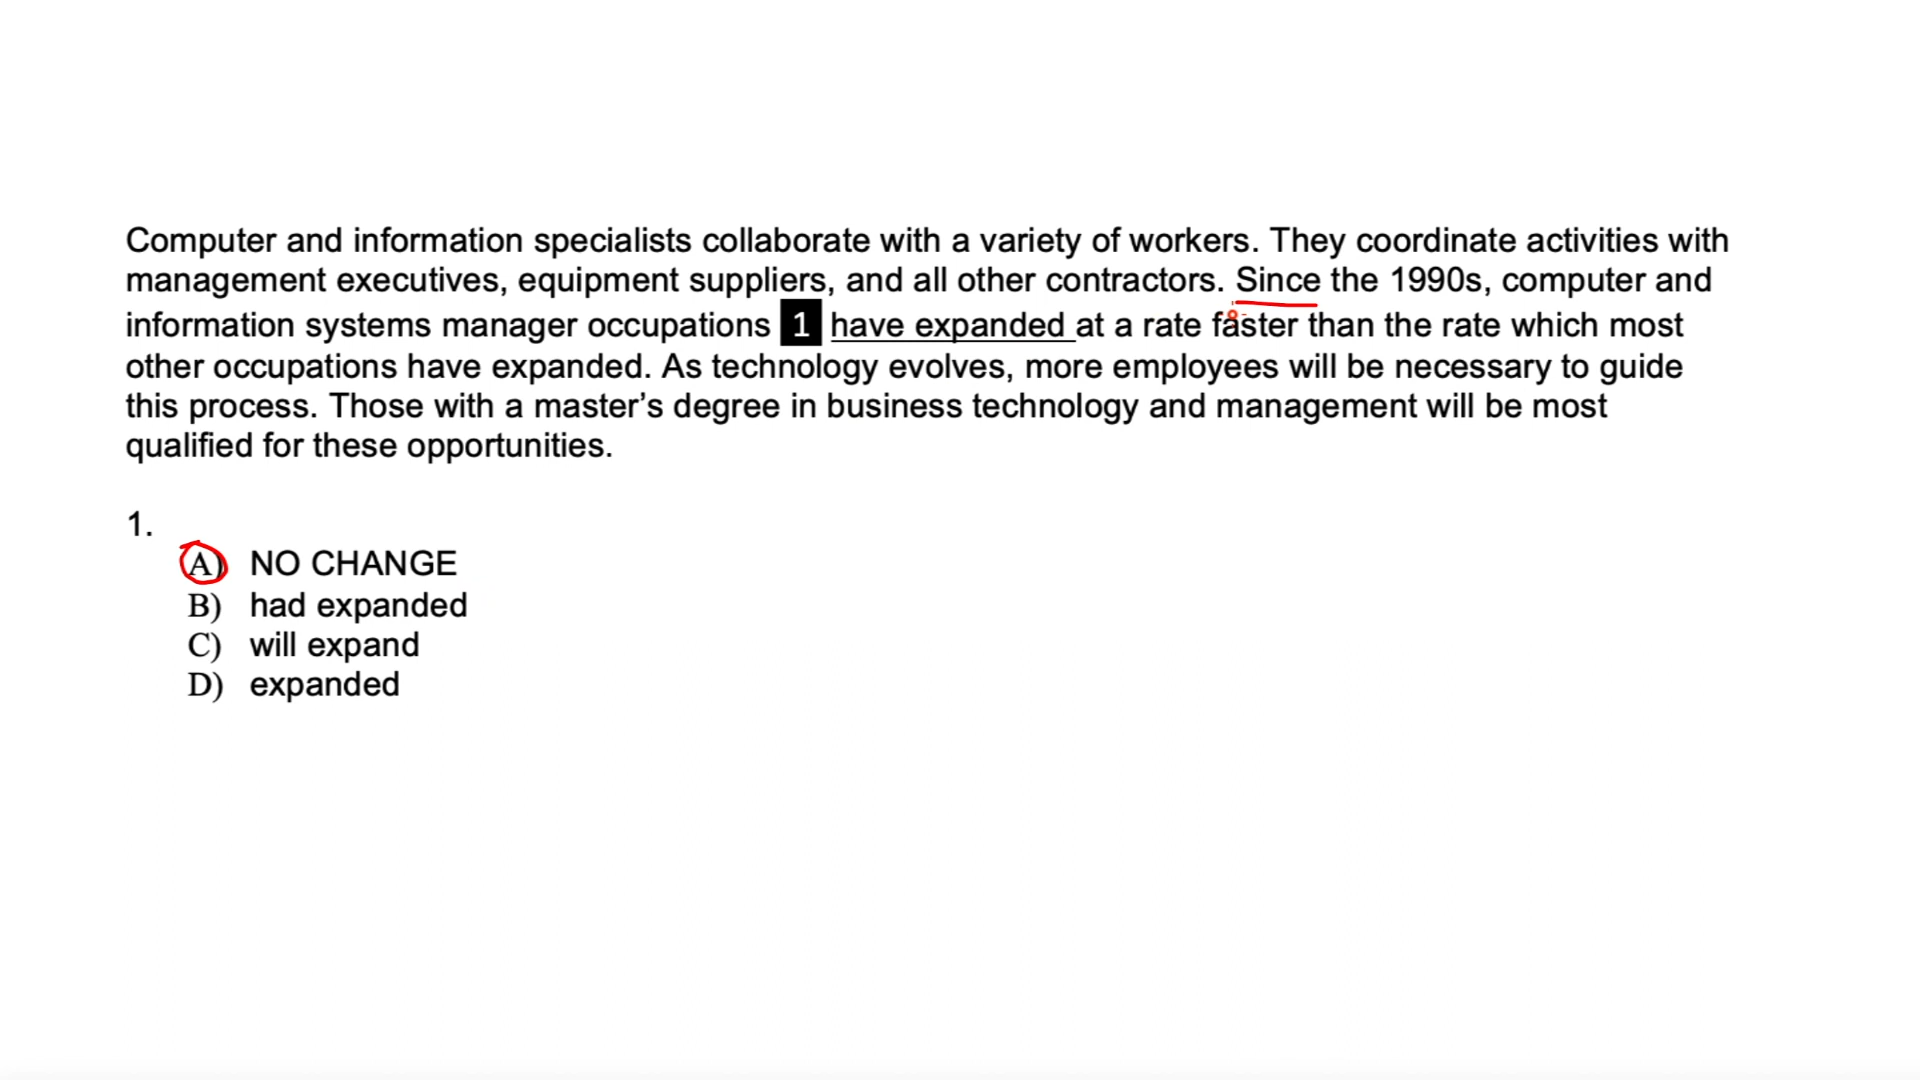 Computer and information specialists collaborate with a variety of workers. They coordinate activities with
management executives, equipment suppliers, and all other contractors. Since the 1990s, computer and
information systems manager occupations 1 have expanded at a rate faster than the rate which most
other occupations have expanded. As technology evolves, more employees will be necessary to guide
this process. Those with a master’s degree in business technology and management will be most
qualified for these opportunities.
1.
A) NO CHANGE
B) had expanded
C) will expand
D) expanded